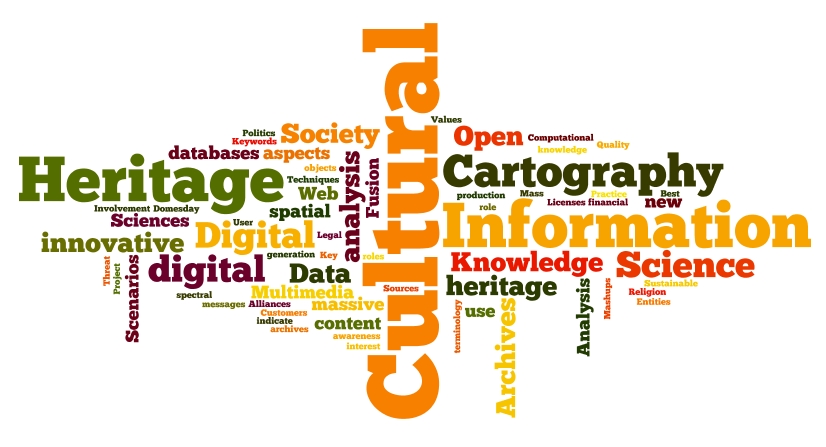 Cultural
Values
Politics
Keywords
Society
Open
Computational
knowledge
Quality
databases
aspects
objects
analysis
Fusion
Cartography
Heritage
Techniques
Web
production
Mass
Practice
Best
Involvement
Domesday
spatial
role
Licenses
financial
new
Sciences
User
Digital
Legal
Information
innovative
generation
Key
roles
Threat
Project
Scenarios
digital
Data
Knowledge
Science
Sources
heritage
Sustainable
Religion
Entities
Mashups
Analysis
spectral
Multimedia
messages
Alliances
massive
Customers
indicate
archives
content
awareness
interest
terminology
use
Archives